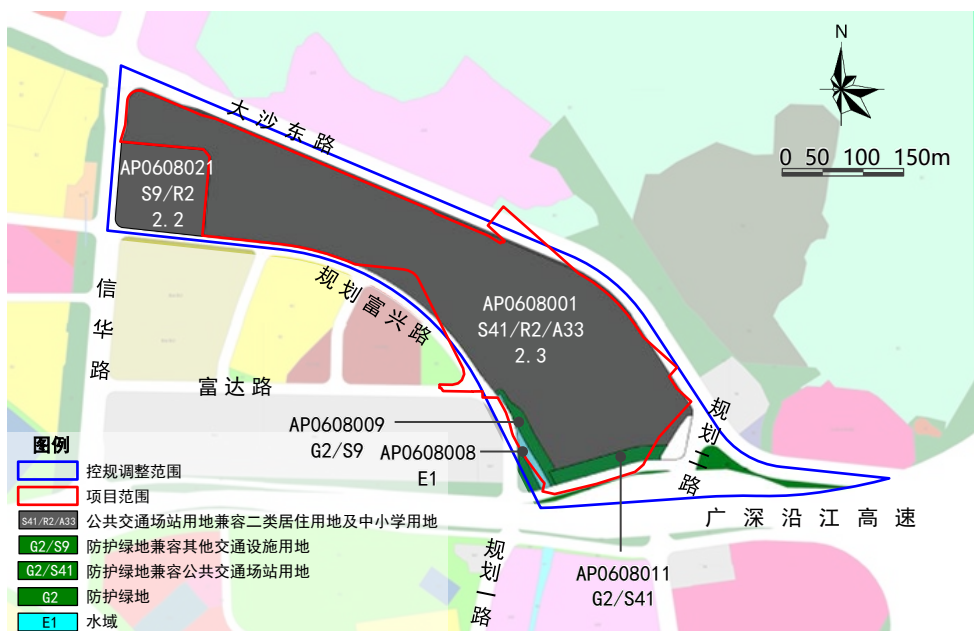 N
大沙东路
0 50 100 150m
AP0608021
S9/R2
2.2
AP0608001
S41/R2/A33
2.3
信华路
规划富兴路
富达路
规划二路
AP0608009
G2/S9
AP0608008
E1
广深沿江高速
规划一路
AP0608011
G2/S41
图例
控规调整范围
项目范围
S41/R2/A33 公共交通场站用地兼容二类居住用地及中小学用地
G2/S9 防护绿地兼容其他交通设施用地
G2/S41 防护绿地兼容公共交通场站用地
G2 防护绿地
E1 水域